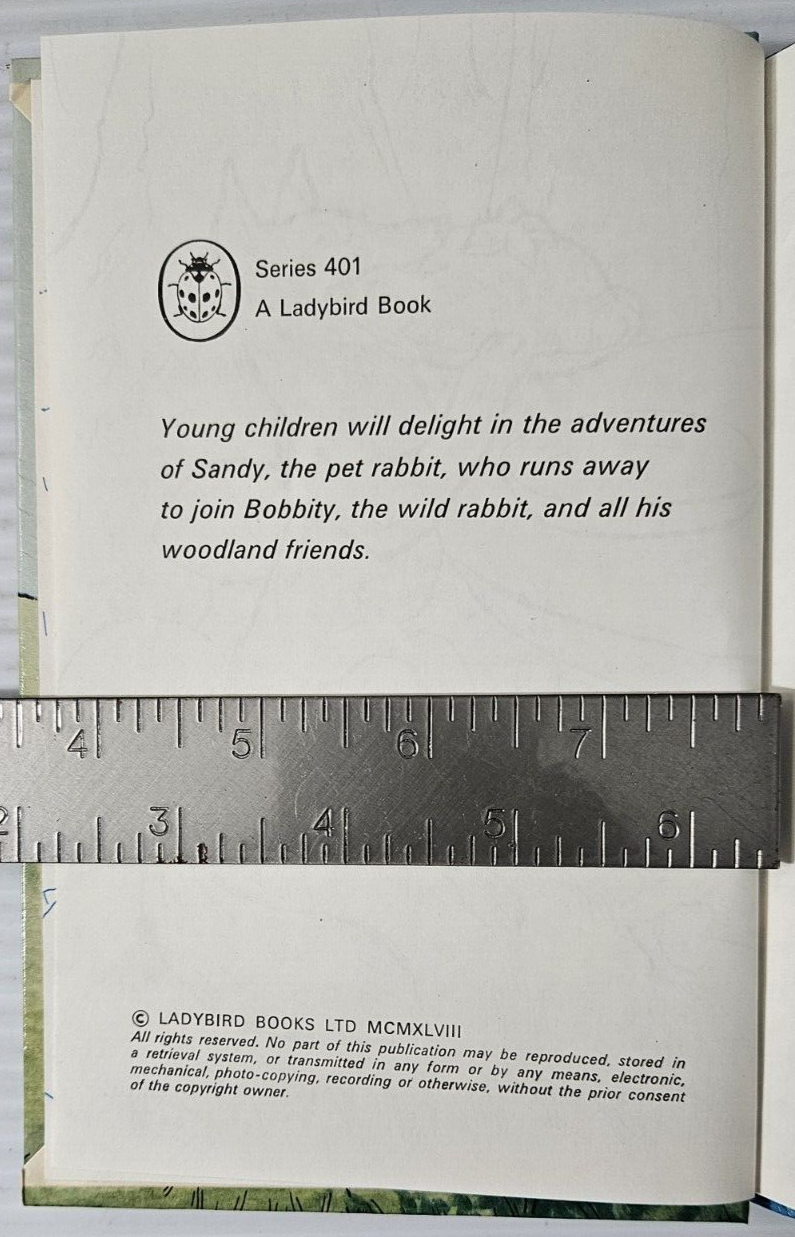 Series 401
A Ladybird Book
Young children will delight in the adventures
of Sandy, the pet rabbit, who runs away
to join Bobbity, the wild rabbit, and all his
woodland friends.
4 5 6 7
2 3 4 5 6
© LADYBIRD BOOKS LTD MCMXLVIII
All rights reserved. No part of this publication may be reproduced, stored in
a retrieval system, or transmitted in any form or by any means, electronic,
mechanical, photo-copying, recording or otherwise, without the prior consent
of the copyright owner.